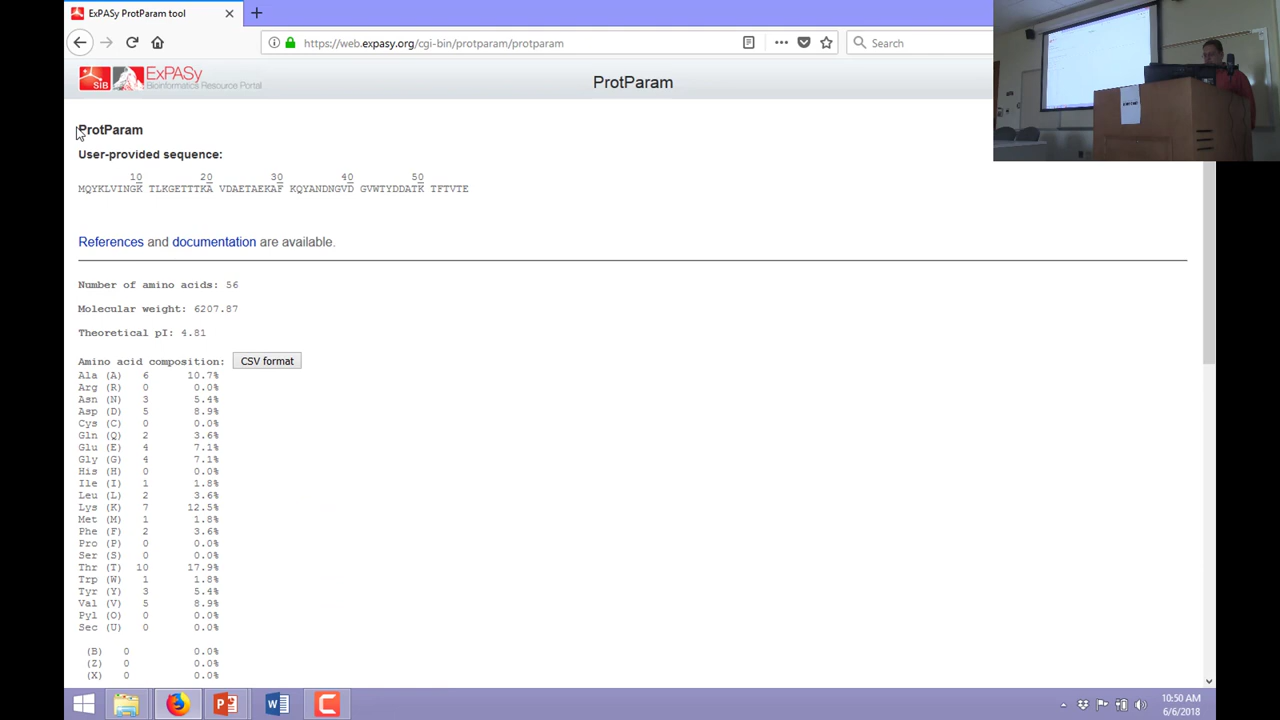 ExPASy ProtParam tool
https://web.expasy.org/cgi-bin/protparam/protparam
Search
SIB
ExPASy
Bioinformatics Resource Portal
ProtParam
ProtParam
User-provided sequence:
10 20 30 40 50
MQYKLVINGK TLKGETTTKA VDAETAEKAF KQYANDNGVD GVWTYDDATK TFTVTE
References and documentation are available.
Number of amino acids: 56
Molecular weight: 6207.87
Theoretical pI: 4.81
Amino acid composition: CSV format
Ala (A) 6 10.7%
Arg (R) 0 0.0%
Asn (N) 3 5.4%
Asp (D) 5 8.9%
Cys (C) 0 0.0%
Gln (Q) 2 3.6%
Glu (E) 4 7.1%
Gly (G) 4 7.1%
His (H) 0 0.0%
Ile (I) 1 1.8%
Leu (L) 2 3.6%
Lys (K) 7 12.5%
Met (M) 1 1.8%
Phe (F) 2 3.6%
Pro (P) 0 0.0%
Ser (S) 0 0.0%
Thr (T) 10 17.9%
Trp (W) 1 1.8%
Tyr (Y) 3 5.4%
Val (V) 5 8.9%
Pyl (O) 0 0.0%
Sec (U) 0 0.0%
(B) 0 0.0%
(Z) 0 0.0%
(X) 0 0.0%
10:50 AM
6/6/2018